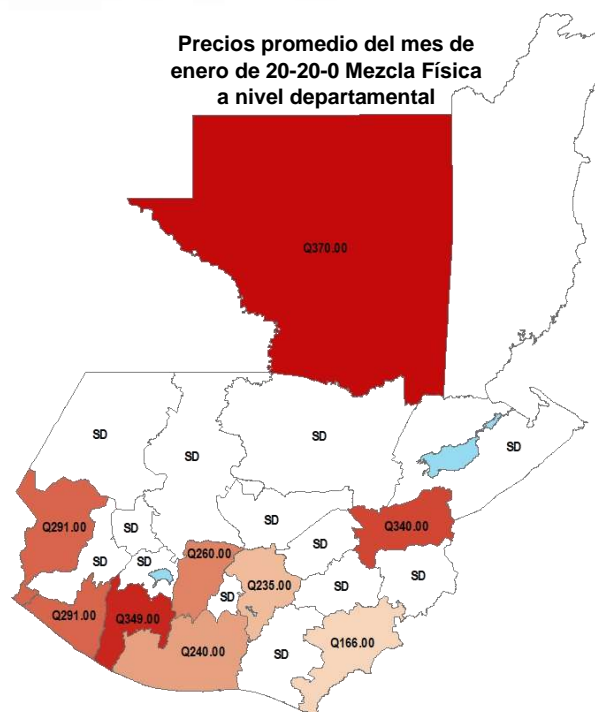 Precios promedio del mes de
enero de 20-20-0 Mezcla Física
a nivel departamental
Q370.00
SD
SD
SD
SD
Q291.00
SD
SD
Q340.00
SD
SD
SD
Q260.00
SD
SD
Q235.00
SD
Q291.00
Q349.00
Q240.00
SD
Q166.00